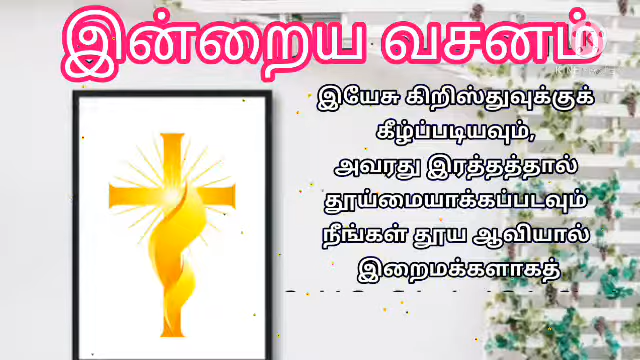 இன்றைய வசனம்
இயேசு கிறிஸ்துவுக்குக்
கீழ்ப்படியவும்,
அவரது இரத்தத்தால்
தூய்மையாக்கப்படவும்
நீங்கள் தூய ஆவியால்
இறைமக்களாகத்